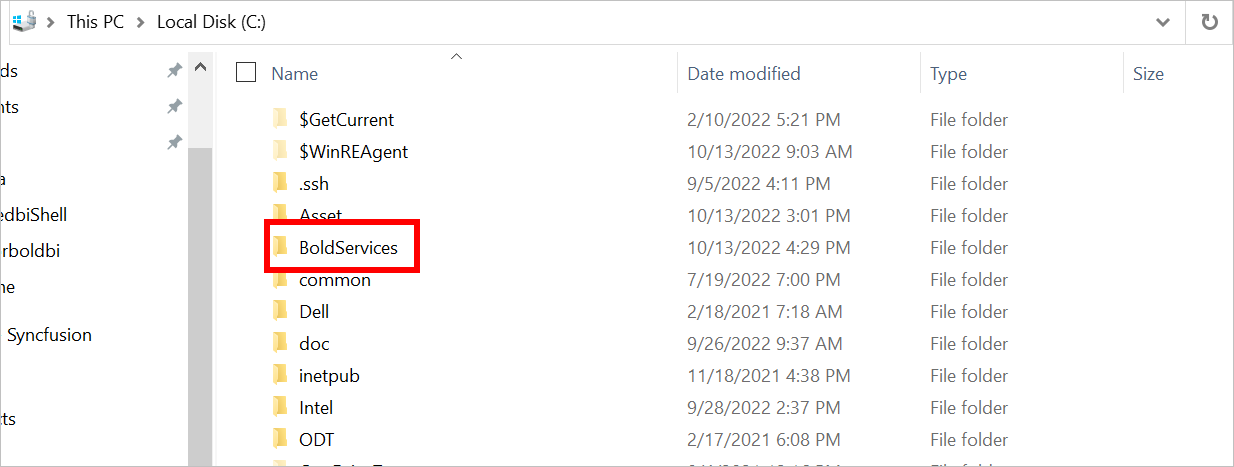 This PC Local Disk (C:)
Name Date modified Type Size
$GetCurrent 2/10/2022 5:21 PM File folder
$WinREAgent 10/13/2022 9:03 AM File folder
.ssh 9/5/2022 4:11 PM File folder
Asset 10/13/2022 3:01 PM File folder
BoldServices 10/13/2022 4:29 PM File folder
common 7/19/2022 7:00 PM File folder
Dell 2/18/2021 7:18 AM File folder
doc 9/26/2022 9:37 AM File folder
inetpub 11/18/2021 4:38 PM File folder
Intel 9/28/2022 2:37 PM File folder
ODT 2/17/2021 6:08 PM File folder
ds
nts
a
edbiShell
rboldbi
ne
Syncfusion
cts